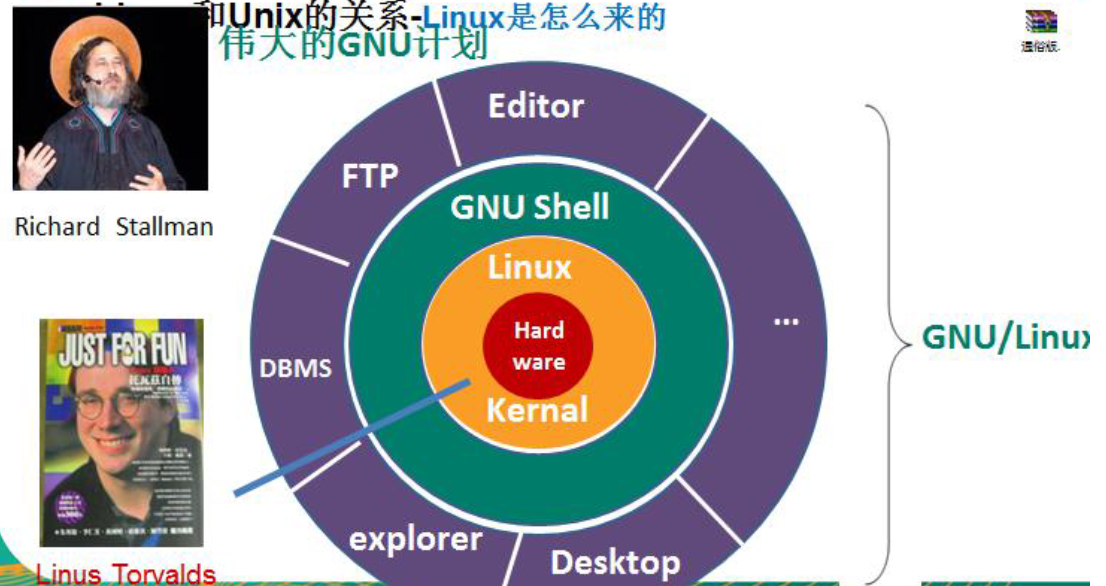 和Unix的关系-Linux是怎么来的
伟大的GNU计划
通俗版.
Richard Stallman
Editor
FTP
GNU Shell
Linux
Hard
ware
Kernal
DBMS
...
explorer
Desktop
GNU/Linux
JUST FOR FUN
Linus Torvalds